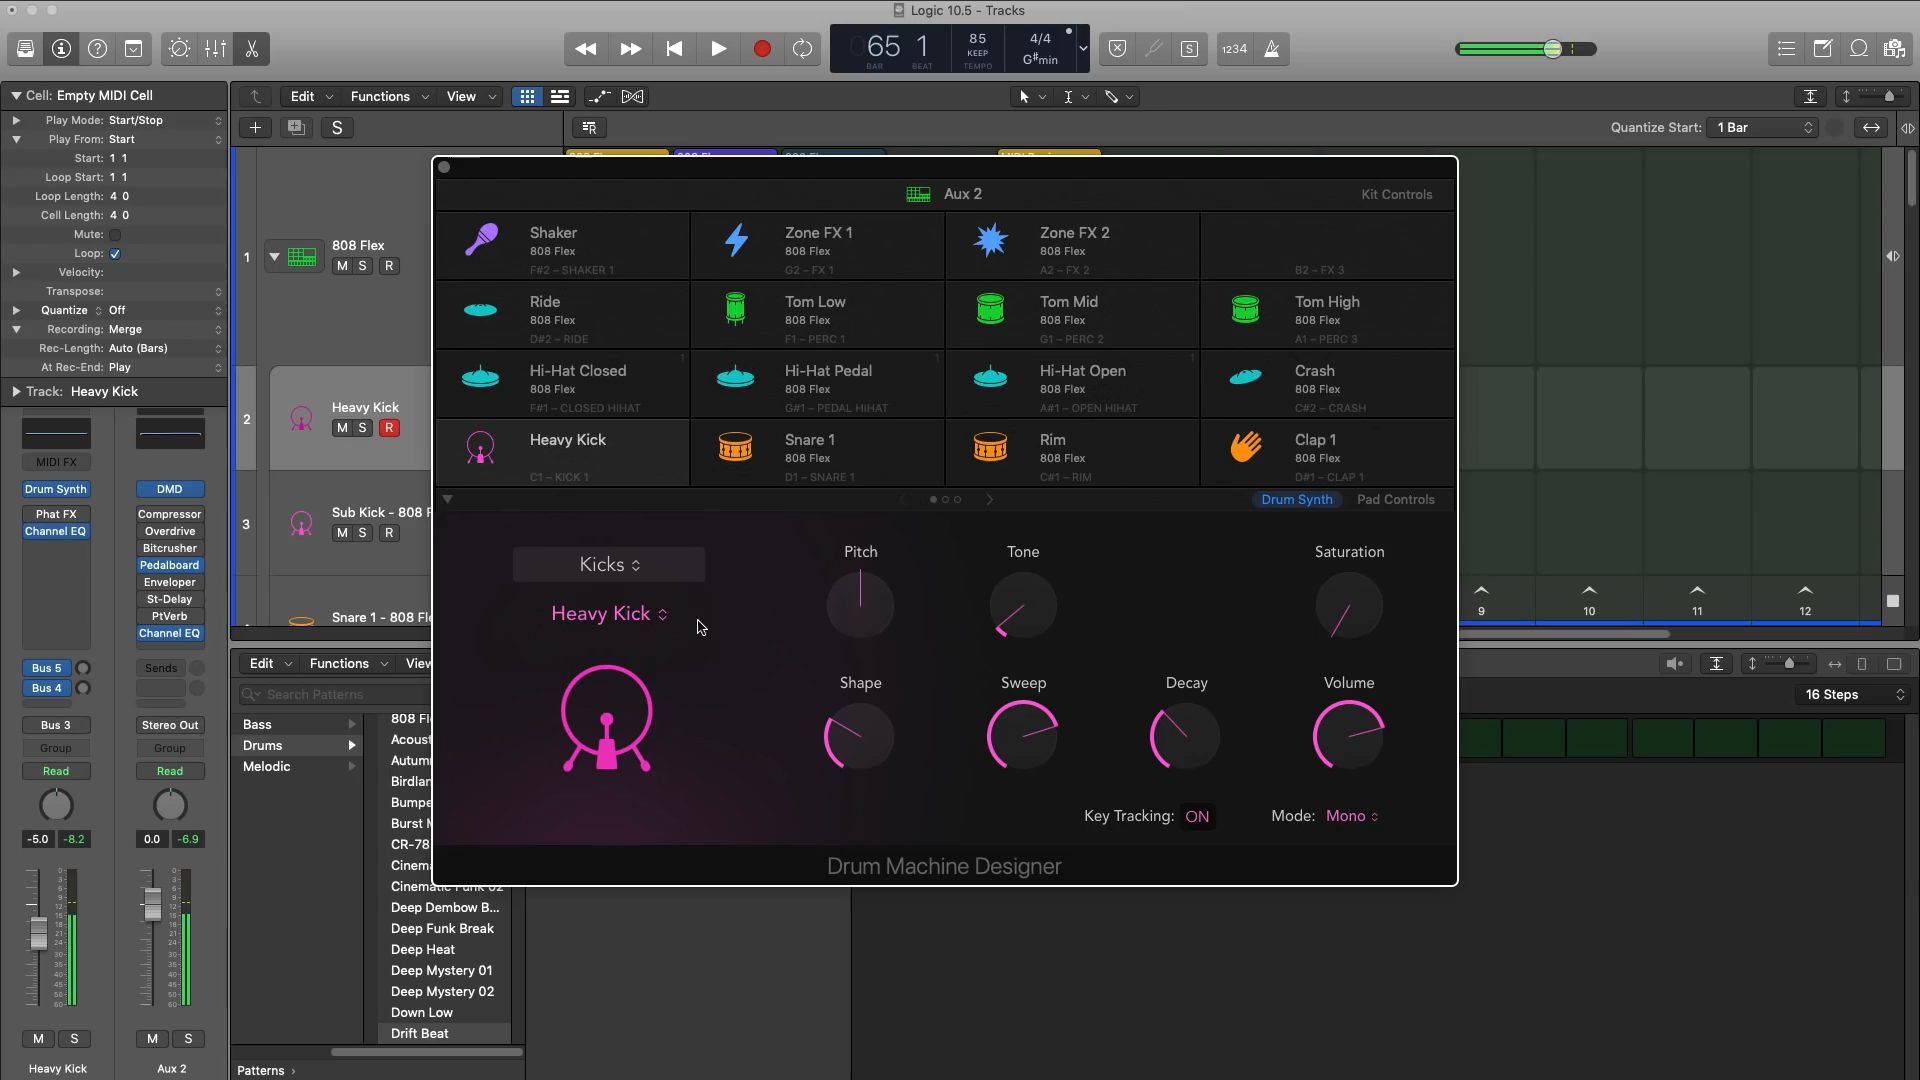 Logic 10.5 - Tracks
65 1
BAR BEAT
85
KEEP
TEMPO
4/4
G#min
S
1234
Cell: Empty MIDI Cell
Play Mode: Start/Stop
Play From: Start
Start: 1 1
Loop Start: 1 1
Loop Length: 4 0
Cell Length: 4 0
Mute:
Loop:
Velocity:
Transpose:
Quantize Off
Recording: Merge
Rec-Length: Auto (Bars)
At Rec-End: Play
Track: Heavy Kick
Edit Functions View
S
Quantize Start: 1 Bar
1 808 Flex
M S R
2 Heavy Kick
M S R
3 Sub Kick - 808 F
M S R
Snare 1 - 808 Fl
9 10 11 12
Aux 2
Kit Controls
Shaker
808 Flex
F#2 – SHAKER 1
Zone FX 1
808 Flex
G2 – FX 1
Zone FX 2
808 Flex
A2 – FX 2
B2 – FX 3
Ride
808 Flex
D#2 – RIDE
Tom Low
808 Flex
F1 – PERC 1
Tom Mid
808 Flex
G1 – PERC 2
Tom High
808 Flex
A1 – PERC 3
Hi-Hat Closed
808 Flex
F#1 – CLOSED HIHAT
1
Hi-Hat Pedal
808 Flex
G#1 – PEDAL HIHAT
1
Hi-Hat Open
808 Flex
A#1 – OPEN HIHAT
1
Crash
808 Flex
C#2 – CRASH
Heavy Kick
C1 – KICK 1
Snare 1
808 Flex
D1 – SNARE 1
Rim
808 Flex
C#1 – RIM
Clap 1
808 Flex
D#1 – CLAP 1
Drum Synth Pad Controls
Kicks
Heavy Kick
Pitch Tone Saturation
Shape Sweep Decay Volume
Key Tracking: ON Mode: Mono
Drum Machine Designer
MIDI FX
Drum Synth
Phat FX
Channel EQ
Bus 5
Bus 4
Bus 3
Group
Read
-5.0 -8.2
M S
Heavy Kick
DMD
Compressor
Overdrive
Bitcrusher
Pedalboard
Enveloper
St-Delay
PtVerb
Channel EQ
Sends
Stereo Out
Group
Read
0.0 -6.9
M S
Aux 2
Edit Functions View
Search Patterns
16 Steps
Bass
Drums
Melodic
808 Fl
Acoust
Autum
Birdlan
Bumpe
Burst M
CR-78
Cinema
Cinematic Funk 02
Deep Dembow B...
Deep Funk Break
Deep Heat
Deep Mystery 01
Deep Mystery 02
Down Low
Drift Beat
Patterns ›